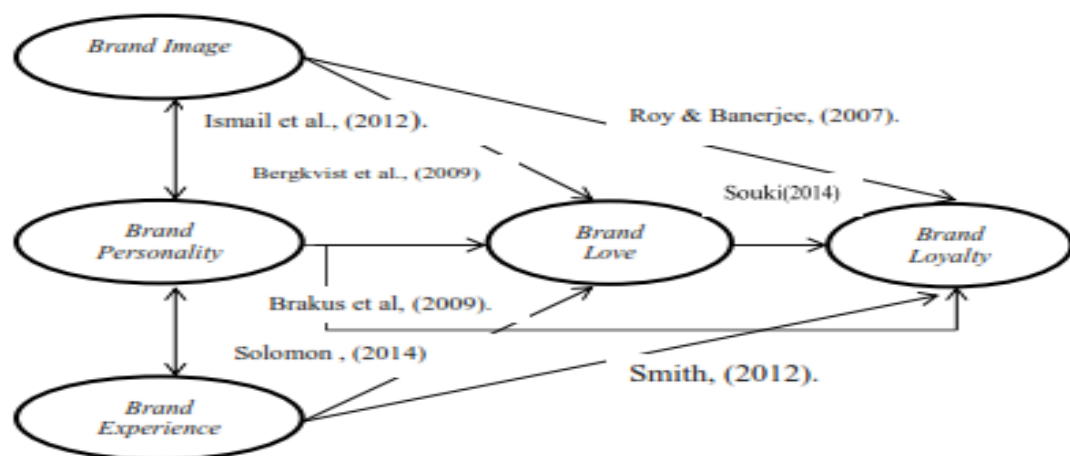 Brand Image
Ismail et al., (2012).
Roy & Banerjee, (2007).
Bergkvist et al., (2009)
Souki(2014)
Brand
Personality
Brand
Love
Brand
Loyalty
Brakus et al, (2009).
Solomon , (2014)
Smith, (2012).
Brand
Experience